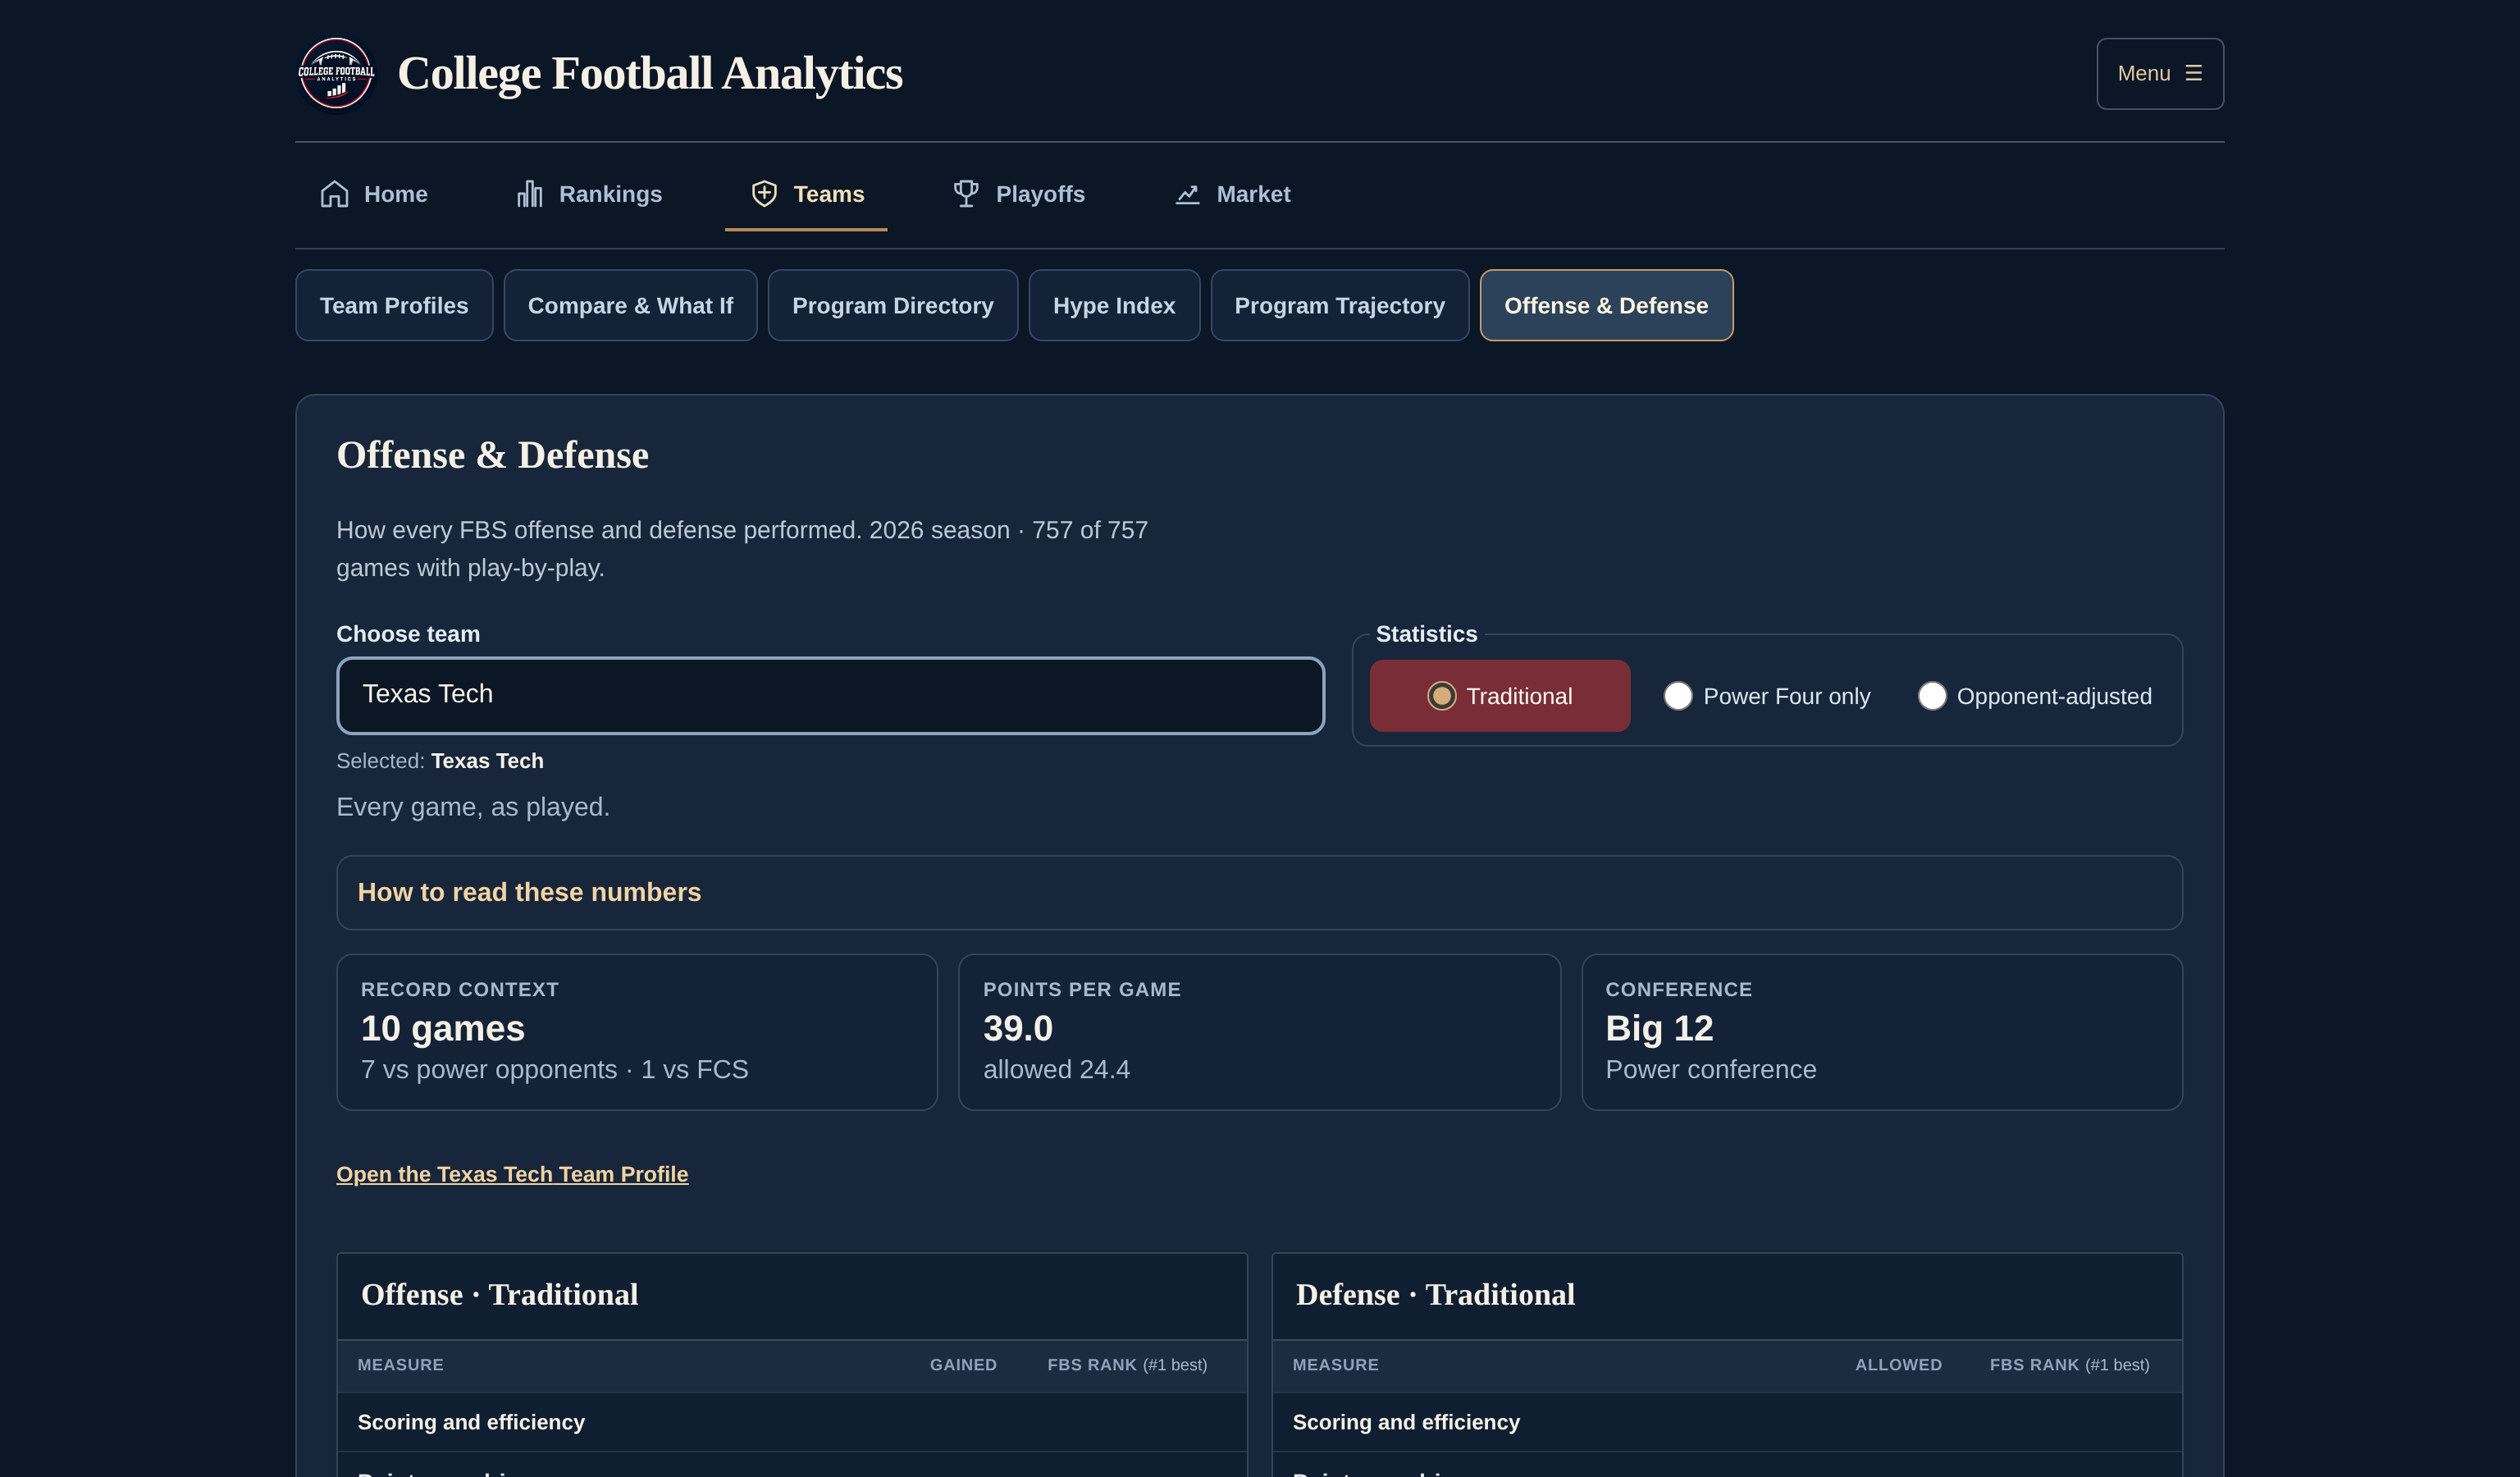 COLLEGE FOOTBALL
ANALYTICS
College Football Analytics
Menu ☰
Home
Rankings
Teams
Playoffs
Market
Team Profiles
Compare & What If
Program Directory
Hype Index
Program Trajectory
Offense & Defense
Offense & Defense
How every FBS offense and defense performed. 2026 season · 757 of 757
games with play-by-play.
Choose team
Texas Tech
Selected: Texas Tech
Statistics
Traditional
Power Four only
Opponent-adjusted
Every game, as played.
How to read these numbers
RECORD CONTEXT
10 games
7 vs power opponents · 1 vs FCS
POINTS PER GAME
39.0
allowed 24.4
CONFERENCE
Big 12
Power conference
Open the Texas Tech Team Profile
Offense · Traditional
MEASURE GAINED FBS RANK (#1 best)
Scoring and efficiency
Defense · Traditional
MEASURE ALLOWED FBS RANK (#1 best)
Scoring and efficiency